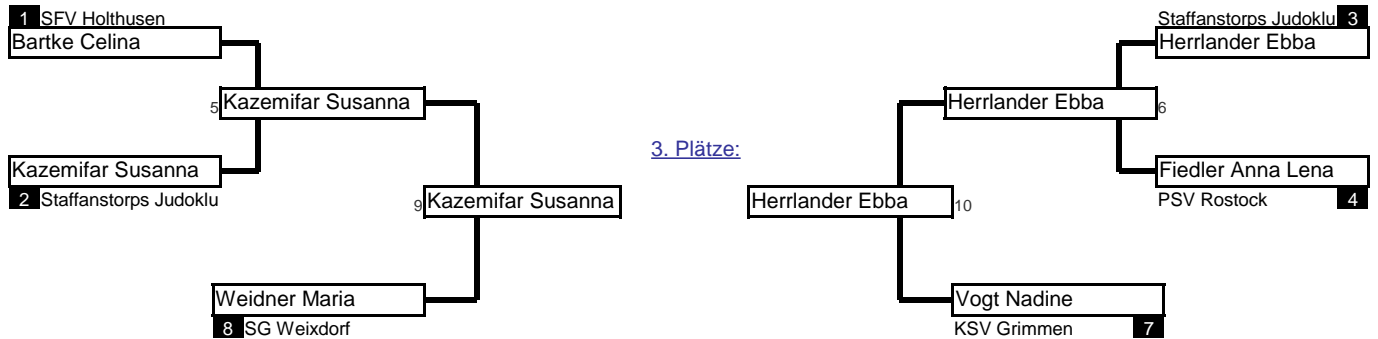 1 SFV Holthusen
Staffanstorps Judoklu 3
Bartke Celina
Herrlander Ebba
5 Kazemifar Susanna
Herrlander Ebba 6
3. Plätze:
Kazemifar Susanna
Fiedler Anna Lena
2 Staffanstorps Judoklu
PSV Rostock 4
9 Kazemifar Susanna
Herrlander Ebba 10
Weidner Maria
Vogt Nadine
8 SG Weixdorf
KSV Grimmen 7